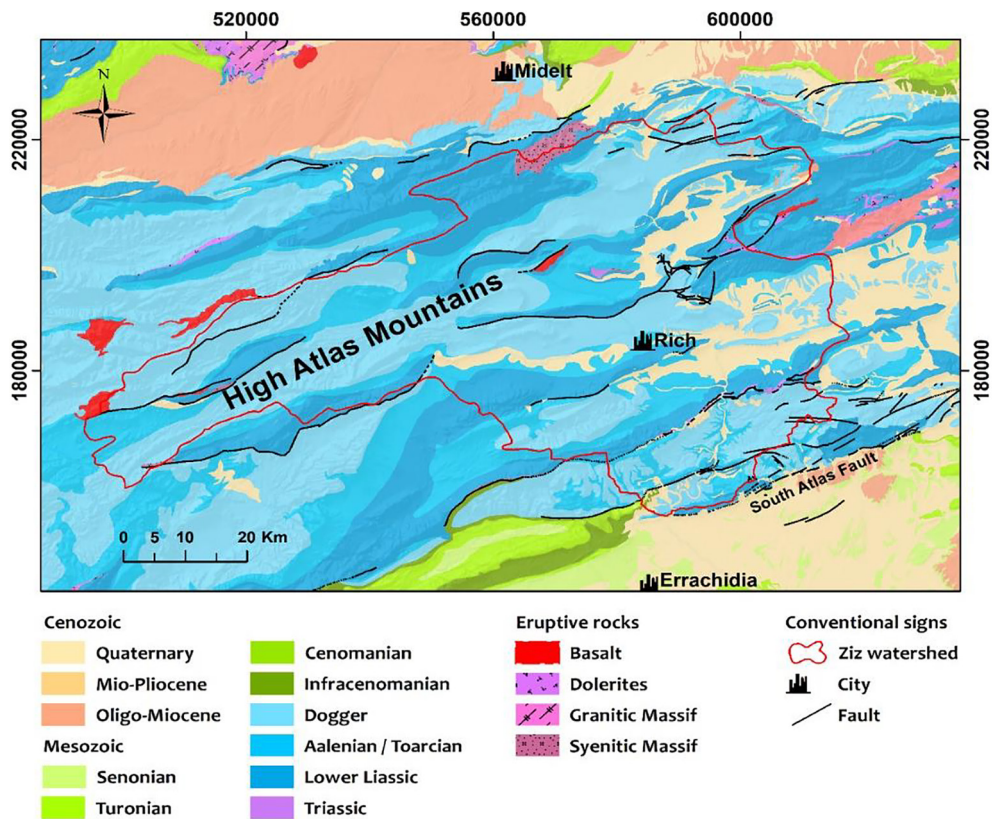 520000 560000 600000
N
Midelt
220000
220000
High Atlas Mountains
Rich
180000
180000
South Atlas Fault
0 5 10 20 Km
Errachidia
Cenozoic
Quaternary
Mio-Pliocene
Oligo-Miocene
Mesozoic
Senonian
Turonian
Cenomanian
Infracenomanian
Dogger
Aalenian / Toarcian
Lower Liassic
Triassic
Eruptive rocks
Basalt
Dolerites
Granitic Massif
Syenitic Massif
Conventional signs
Ziz watershed
City
Fault